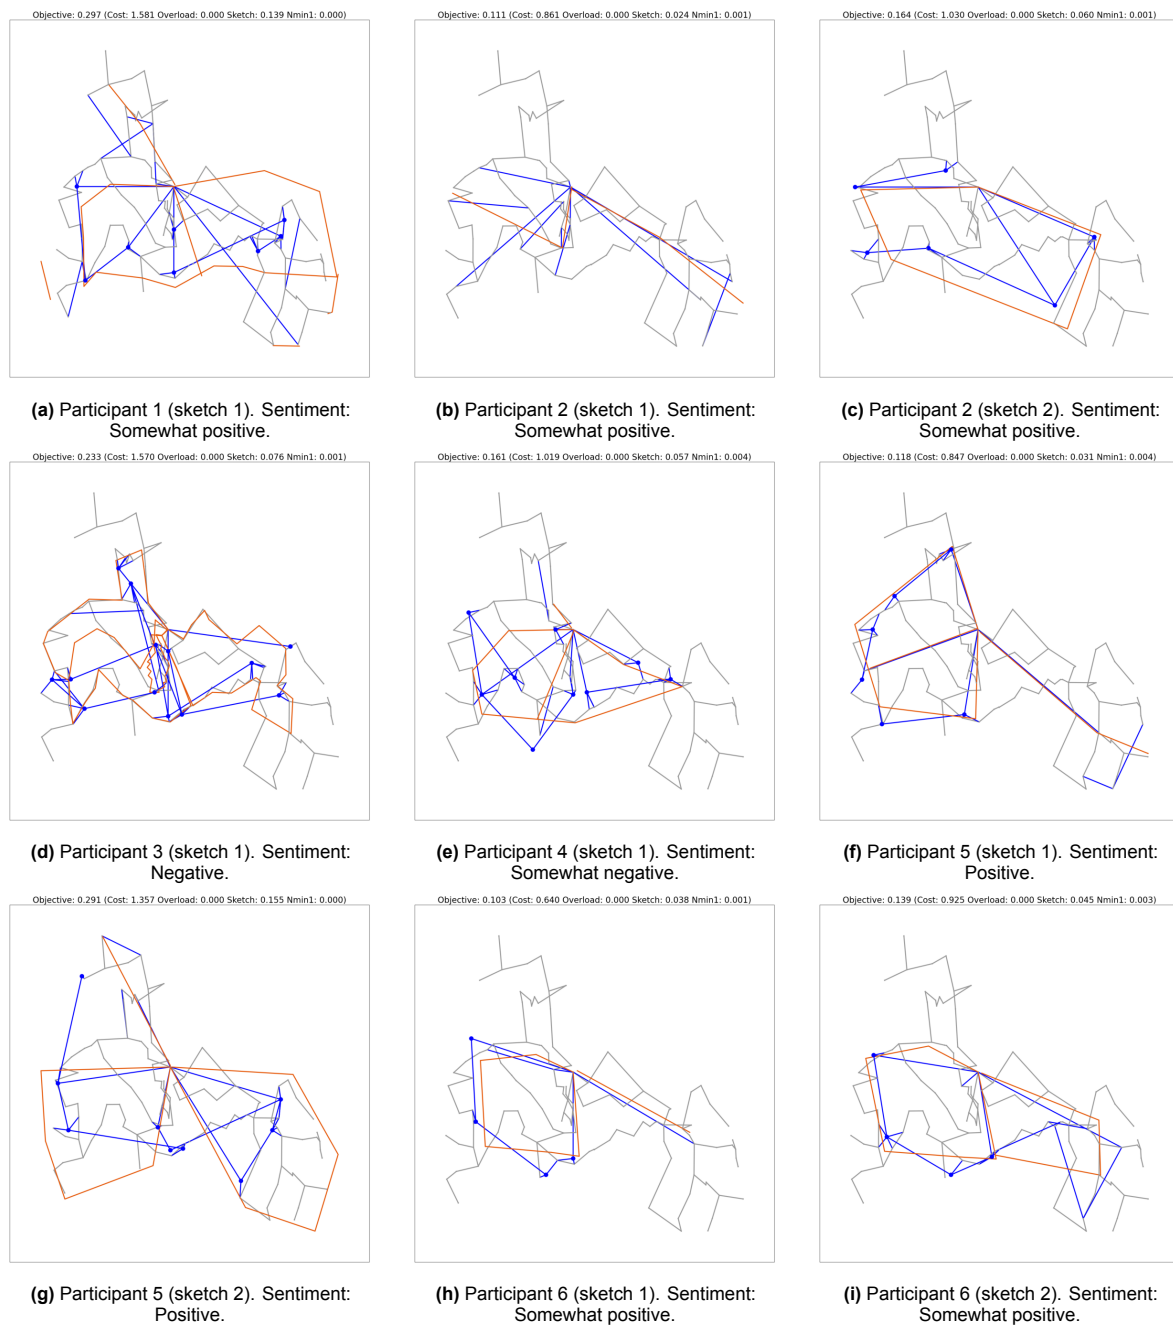 Objective: 0.297 (Cost: 1.581 Overload: 0.000 Sketch: 0.139 Nmin1: 0.000)
Objective: 0.111 (Cost: 0.861 Overload: 0.000 Sketch: 0.024 Nmin1: 0.001)
Objective: 0.164 (Cost: 1.030 Overload: 0.000 Sketch: 0.060 Nmin1: 0.001)
(a) Participant 1 (sketch 1). Sentiment:
Somewhat positive.
(b) Participant 2 (sketch 1). Sentiment:
Somewhat positive.
(c) Participant 2 (sketch 2). Sentiment:
Somewhat positive.
Objective: 0.233 (Cost: 1.570 Overload: 0.000 Sketch: 0.076 Nmin1: 0.001)
Objective: 0.161 (Cost: 1.019 Overload: 0.000 Sketch: 0.057 Nmin1: 0.004)
Objective: 0.118 (Cost: 0.847 Overload: 0.000 Sketch: 0.031 Nmin1: 0.004)
(d) Participant 3 (sketch 1). Sentiment:
Negative.
(e) Participant 4 (sketch 1). Sentiment:
Somewhat negative.
(f) Participant 5 (sketch 1). Sentiment:
Positive.
Objective: 0.291 (Cost: 1.357 Overload: 0.000 Sketch: 0.155 Nmin1: 0.000)
Objective: 0.103 (Cost: 0.640 Overload: 0.000 Sketch: 0.038 Nmin1: 0.001)
Objective: 0.139 (Cost: 0.925 Overload: 0.000 Sketch: 0.045 Nmin1: 0.003)
(g) Participant 5 (sketch 2). Sentiment:
Positive.
(h) Participant 6 (sketch 1). Sentiment:
Somewhat positive.
(i) Participant 6 (sketch 2). Sentiment:
Somewhat positive.